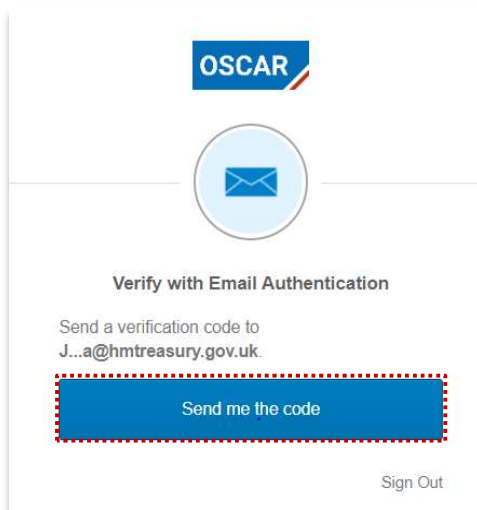 OSCAR
Verify with Email Authentication
Send a verification code to
J...a@hmtreasury.gov.uk.
Send me the code
Sign Out